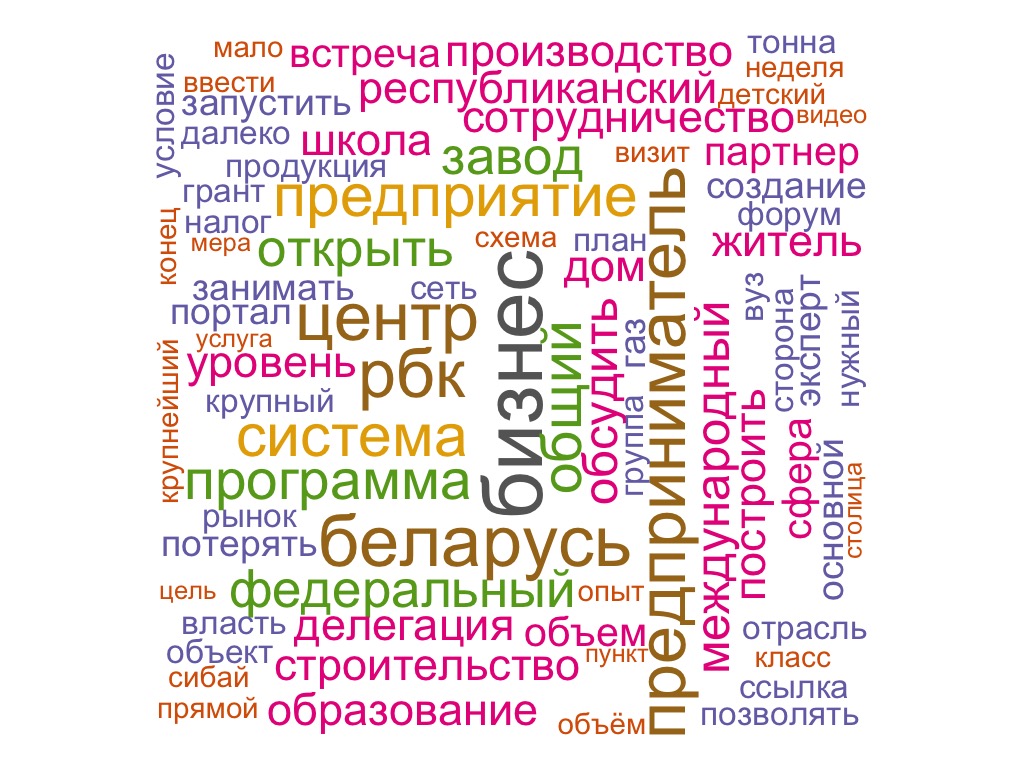 мало
встреча
производство
тонна
неделя
условие
ввести
республиканский
детский
запустить
сотрудничество
видео
далеко
школа
завод
визит
партнер
продукция
грант
предприятие
создание
форум
налог
конец
мера
открыть
схема
план
житель
дом
занимать
сеть
портал
центр
бизнес
предприниматель
вуз
сторона
эксперт
нужный
услуга
уровень
рбк
общий
обсудить
газ
группа
международный
крупнейший
крупный
система
построить
сфера
основной
столица
программа
рынок
потерять
беларусь
цель
федеральный
опыт
власть
делегация
объем
отрасль
объект
строительство
пункт
класс
сибай
ссылка
прямой
образование
объём
позволять